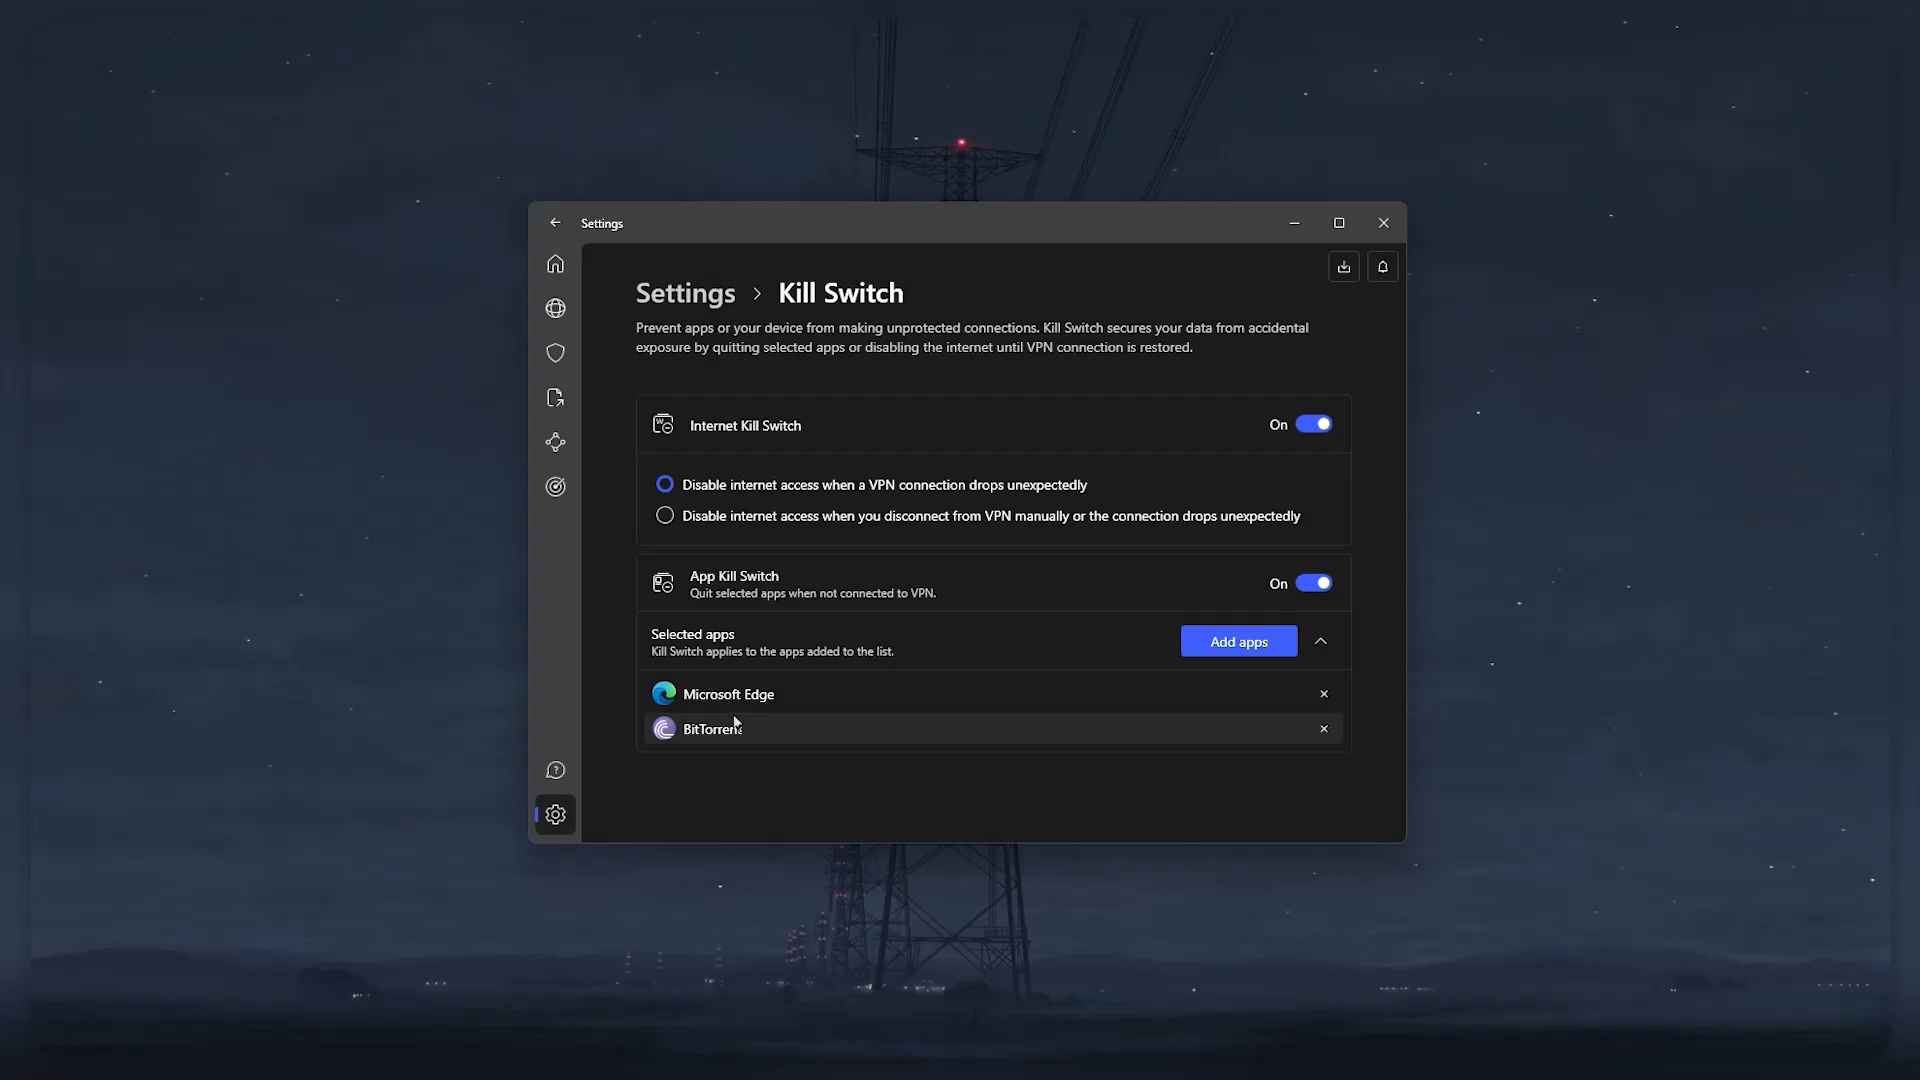 Settings
Settings > Kill Switch
Prevent apps or your device from making unprotected connections. Kill Switch secures your data from accidental
exposure by quitting selected apps or disabling the internet until VPN connection is restored.
Internet Kill Switch
On
Disable internet access when a VPN connection drops unexpectedly
Disable internet access when you disconnect from VPN manually or the connection drops unexpectedly
App Kill Switch
On
Quit selected apps when not connected to VPN.
Selected apps
Add apps
Kill Switch applies to the apps added to the list.
Microsoft Edge
BitTorrent